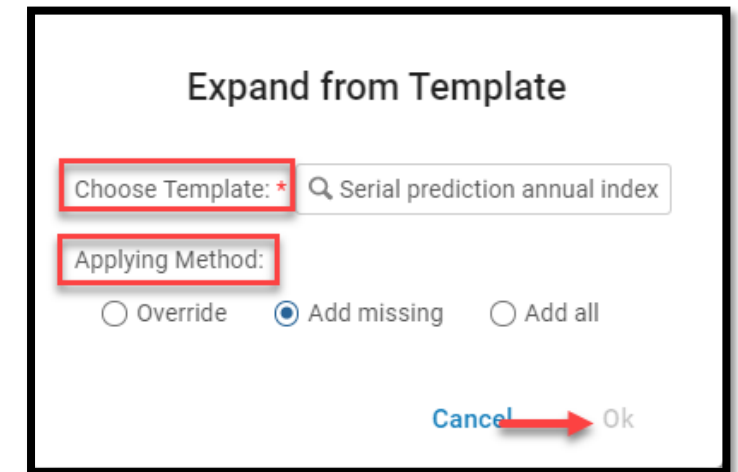 Expand from Template
Choose Template: * Serial prediction annual index
Applying Method:
Override Add missing Add all
Cancel Ok